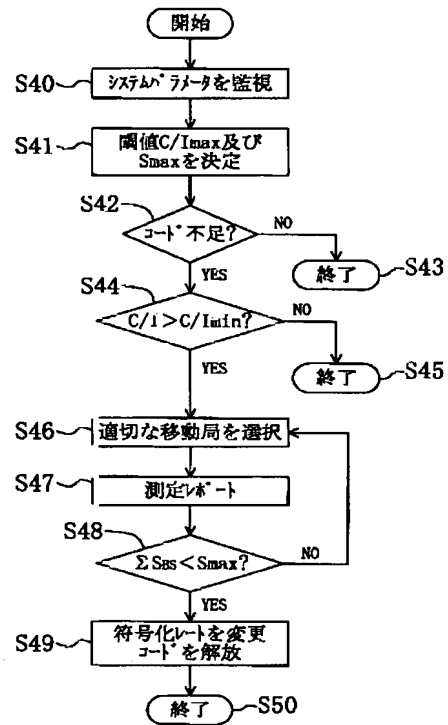 開始
S40
システムパラメータを監視
S41
閾値C/Imax及び
Smaxを決定
S42
コード不足?
NO
S43
終了
YES
S44
C/I>C/Imin?
NO
S45
終了
YES
S46
適切な移動局を選択
S47
測定レポート
S48
ΣSBS<Smax?
NO
YES
S49
符号化レートを変更
コードを解放
終了
S50